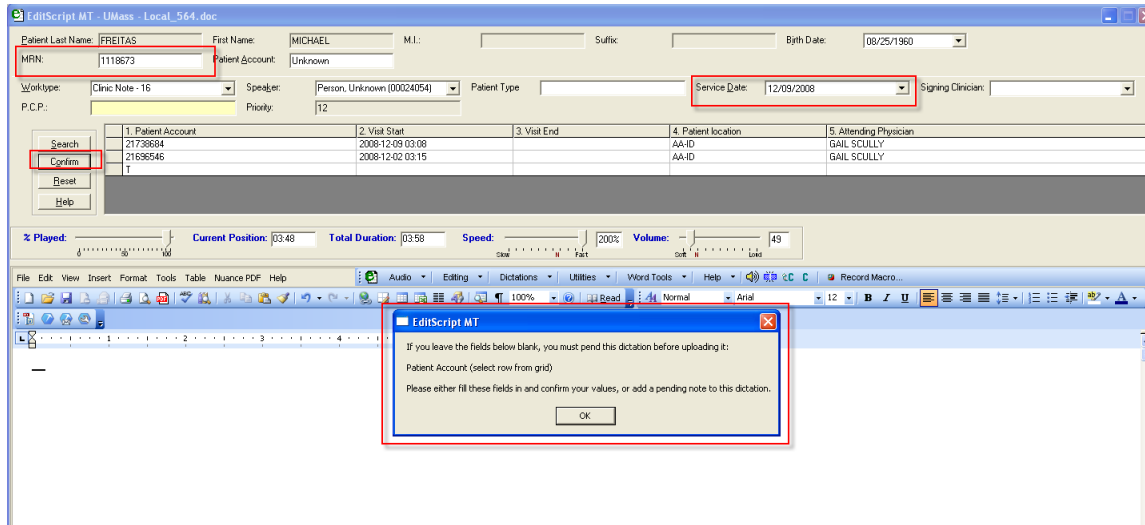 EditScript MT - UMass - Local_564.doc
Patient Last Name: FREITAS First Name: MICHAEL M.I.: Suffix: Birth Date: 08/25/1960
MRN: 1118673 Patient Account: Unknown
Worktype: Clinic Note - 16 Speaker: Person, Unknown (00024054) Patient Type Service Date: 12/09/2008 Signing Clinician:
P.C.P.: Priority: 12
1. Patient Account 2. Visit Start 3. Visit End 4. Patient location 5. Attending Physician
Search 21738684 2008-12-09 03:08 AA-ID GAIL SCULLY
Confirm 21696546 2008-12-02 03:15 AA-ID GAIL SCULLY
T
Reset
Help
% Played: 0 50 100 Current Position: 03:48 Total Duration: 03:58 Speed: Slow N Fast 200% Volume: Soft N Loud 49
File Edit View Insert Format Tools Table Nuance PDF Help Audio Editing Dictations Utilities Word Tools Help Record Macro...
100% Read Normal Arial 12 B I U
1 2 3 4
EditScript MT
If you leave the fields below blank, you must pend this dictation before uploading it:
Patient Account (select row from grid)
Please either fill these fields in and confirm your values, or add a pending note to this dictation.
OK